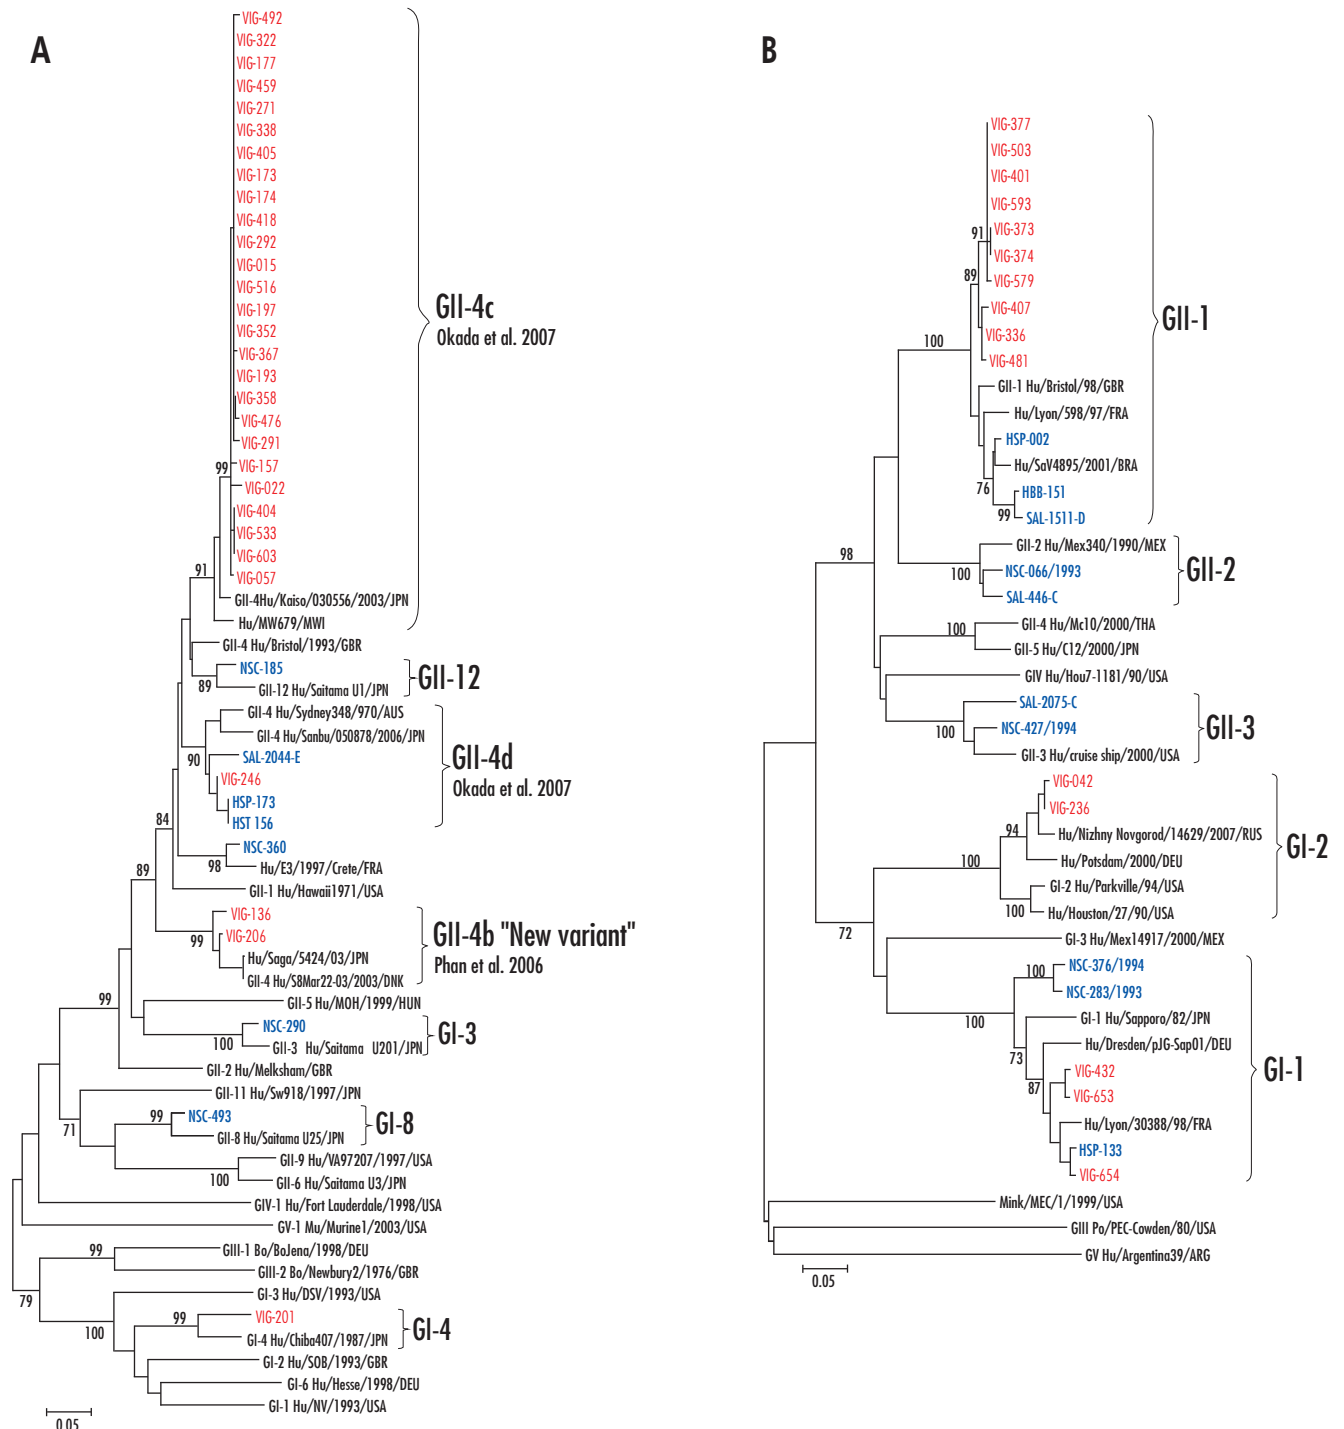 A
VIG-492
VIG-322
VIG-177
VIG-459
VIG-271
VIG-338
VIG-405
VIG-173
VIG-174
VIG-418
VIG-292
VIG-015
VIG-516
VIG-197
VIG-352
VIG-367
VIG-193
VIG-358
VIG-476
VIG-291
VIG-157
99
VIG-022
VIG-404
VIG-533
VIG-603
VIG-057
91
GII-4Hu/Kaiso/030556/2003/JPN
Hu/MW679/MWI
GII-4c
Okada et al. 2007
GII-4 Hu/Bristol/1993/GBR
NSC-185
89
GII-12 Hu/Saitama U1/JPN
GII-12
GII-4 Hu/Sydney348/970/AUS
GII-4 Hu/Sanbu/050878/2006/JPN
90
SAL-2044-E
VIG-246
HSP-173
HST 156
GII-4d
Okada et al. 2007
84
NSC-360
98
Hu/E3/1997/Crete/FRA
89
GII-1 Hu/Hawaii1971/USA
VIG-136
99
VIG-206
Hu/Saga/5424/03/JPN
GII-4 Hu/S8Mar22-03/2003/DNK
GII-4b "New variant"
Phan et al. 2006
99
GII-5 Hu/MOH/1999/HUN
NSC-290
100
GII-3 Hu/Saitama U201/JPN
GI-3
GII-2 Hu/Melksham/GBR
GII-11 Hu/Sw918/1997/JPN
71
99
NSC-493
GII-8 Hu/Saitama U25/JPN
GI-8
GII-9 Hu/VA97207/1997/USA
100
GII-6 Hu/Saitama U3/JPN
GIV-1 Hu/Fort Lauderdale/1998/USA
GV-1 Mu/Murine1/2003/USA
99
GIII-1 Bo/BoJena/1998/DEU
GIII-2 Bo/Newbury2/1976/GBR
79
GI-3 Hu/DSV/1993/USA
100
99
VIG-201
GI-4 Hu/Chiba407/1987/JPN
GI-4
GI-2 Hu/SOB/1993/GBR
GI-6 Hu/Hesse/1998/DEU
GI-1 Hu/NV/1993/USA
0.05
B
VIG-377
VIG-503
VIG-401
VIG-593
91
VIG-373
VIG-374
89
VIG-579
VIG-407
VIG-336
100
VIG-481
GII-1 Hu/Bristol/98/GBR
Hu/Lyon/598/97/FRA
HSP-002
Hu/SaV4895/2001/BRA
76
HBB-151
99
SAL-1511-D
GII-1
98
GII-2 Hu/Mex340/1990/MEX
100
NSC-066/1993
SAL-446-C
GII-2
GII-4 Hu/Mc10/2000/THA
100
GII-5 Hu/C12/2000/JPN
GIV Hu/Hou7-1181/90/USA
SAL-2075-C
100
NSC-427/1994
GII-3 Hu/cruise ship/2000/USA
GII-3
VIG-042
VIG-236
94
Hu/Nizhny Novgorod/14629/2007/RUS
100
Hu/Potsdam/2000/DEU
GI-2 Hu/Parkville/94/USA
100
Hu/Houston/27/90/USA
GI-2
72
GI-3 Hu/Mex14917/2000/MEX
100
NSC-376/1994
NSC-283/1993
100
GI-1 Hu/Sapporo/82/JPN
73
Hu/Dresden/pJG-Sap01/DEU
87
VIG-432
VIG-653
Hu/Lyon/30388/98/FRA
HSP-133
VIG-654
GI-1
Mink/MEC/1/1999/USA
GIII Po/PEC-Cowden/80/USA
GV Hu/Argentina39/ARG
0.05